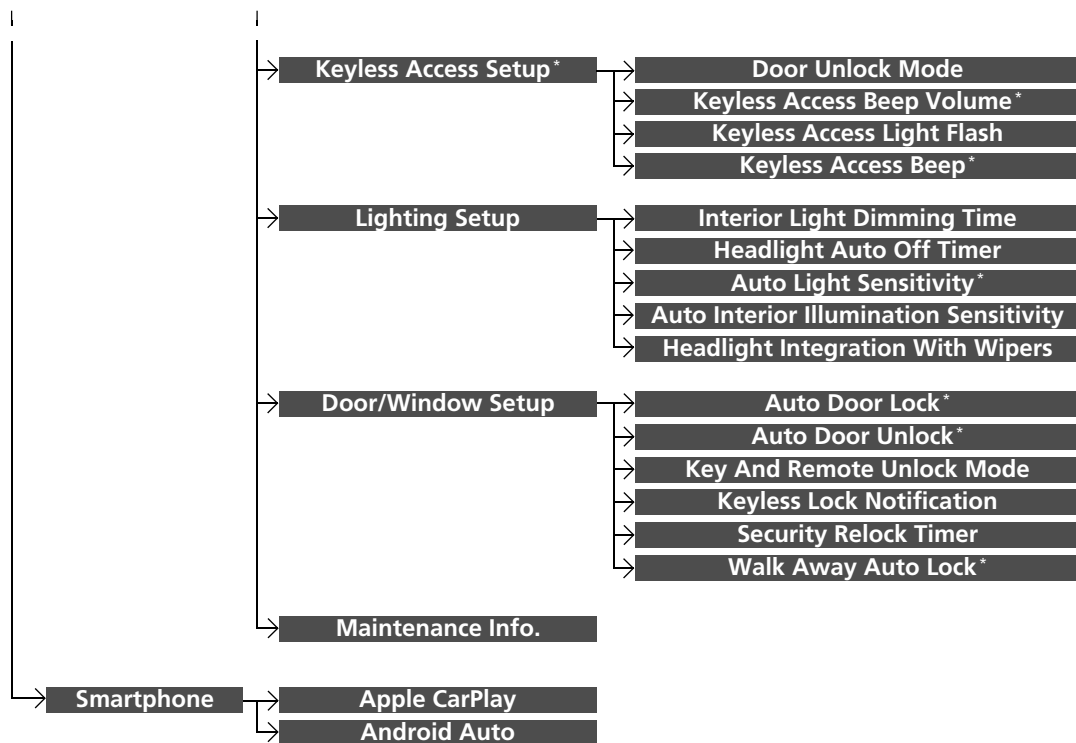 Keyless Access Setup*
Door Unlock Mode
Keyless Access Beep Volume*
Keyless Access Light Flash
Keyless Access Beep*
Lighting Setup
Interior Light Dimming Time
Headlight Auto Off Timer
Auto Light Sensitivity*
Auto Interior Illumination Sensitivity
Headlight Integration With Wipers
Door/Window Setup
Auto Door Lock*
Auto Door Unlock*
Key And Remote Unlock Mode
Keyless Lock Notification
Security Relock Timer
Walk Away Auto Lock*
Maintenance Info.
Smartphone
Apple CarPlay
Android Auto